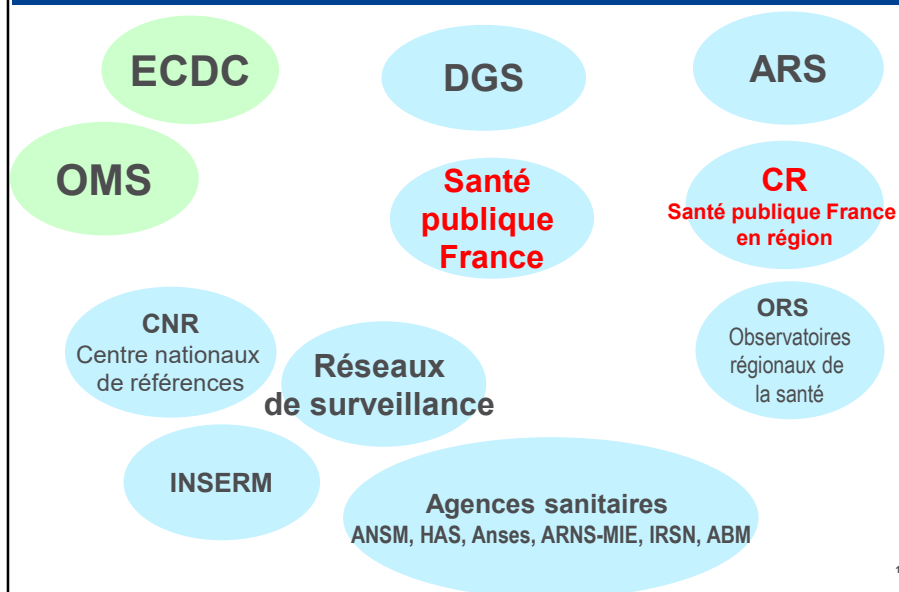 ECDC
DGS
ARS
OMS
Santé
publique
France
CR
Santé publique France
en région
CNR
Centre nationaux
de références
Réseaux
de surveillance
ORS
Observatoires
régionaux de
la santé
INSERM
Agences sanitaires
ANSM, HAS, Anses, ARNS-MIE, IRSN, ABM